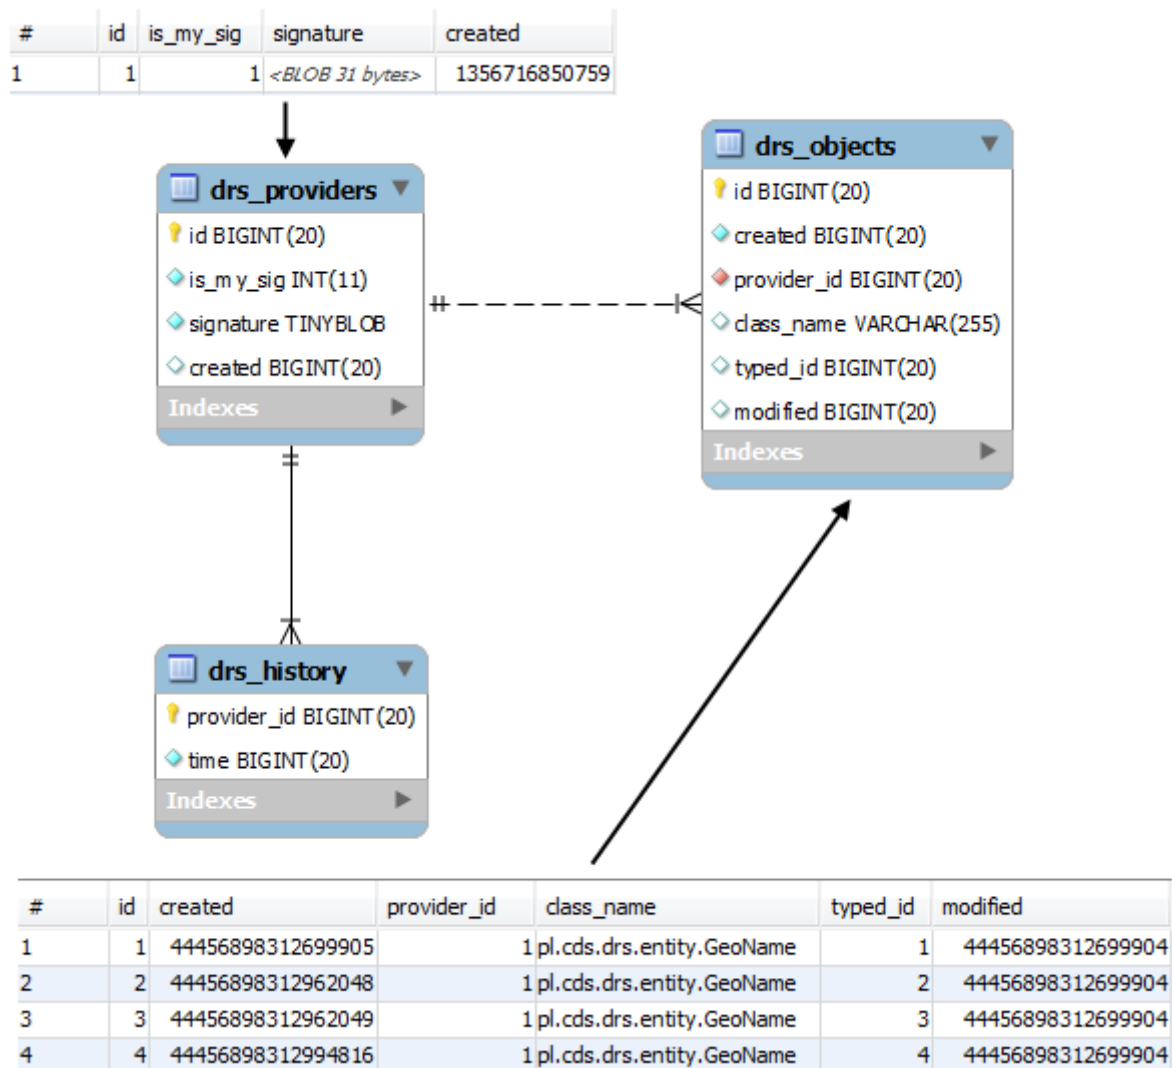 # id is_my_sig signature created
1 1 1 <BLOB 31 bytes> 1356716850759
drs_providers
id BIGINT(20)
is_my_sig INT(11)
signature TINYBLOB
created BIGINT(20)
Indexes
drs_objects
id BIGINT(20)
created BIGINT(20)
provider_id BIGINT(20)
class_name VARCHAR(255)
typed_id BIGINT(20)
modified BIGINT(20)
Indexes
drs_history
provider_id BIGINT(20)
time BIGINT(20)
Indexes
# id created provider_id class_name typed_id modified
1 1 44456898312699905 1 pl.cds.drs.entity.GeoName 1 44456898312699904
2 2 44456898312962048 1 pl.cds.drs.entity.GeoName 2 44456898312699904
3 3 44456898312962049 1 pl.cds.drs.entity.GeoName 3 44456898312699904
4 4 44456898312994816 1 pl.cds.drs.entity.GeoName 4 44456898312699904